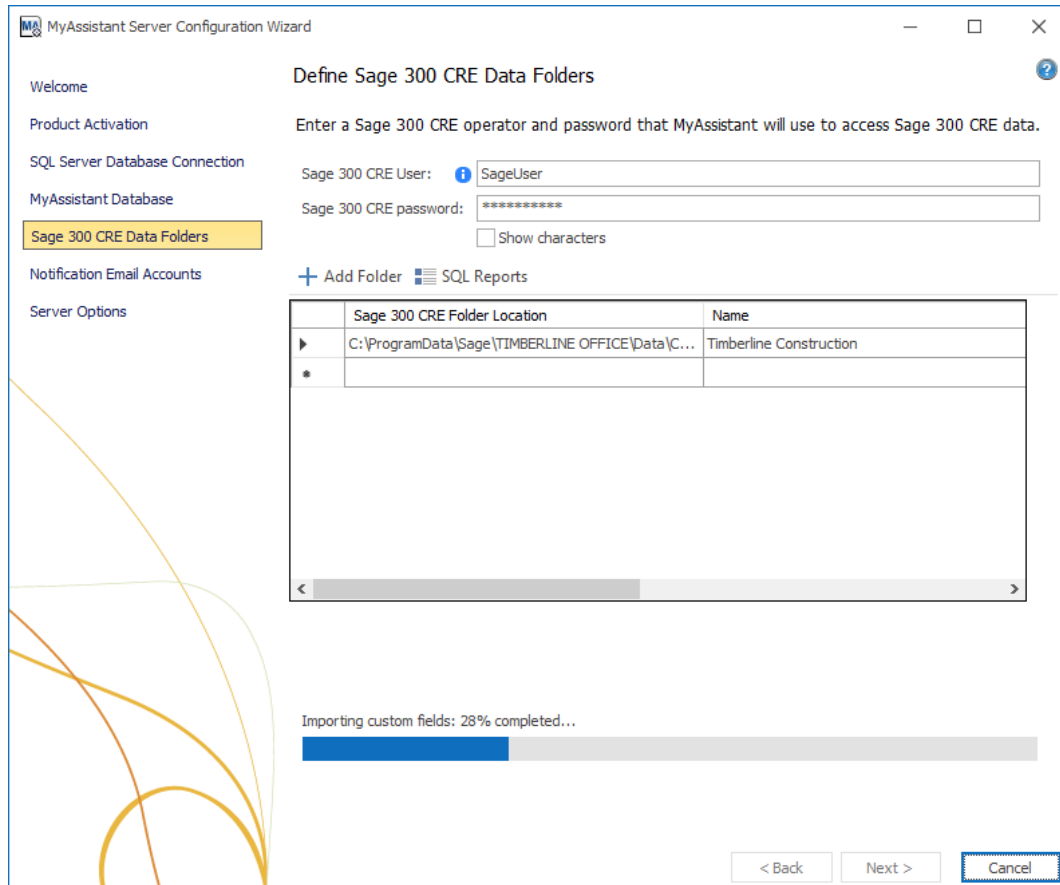 MyAssistant Server Configuration Wizard
Welcome
Product Activation
SQL Server Database Connection
MyAssistant Database
Sage 300 CRE Data Folders
Notification Email Accounts
Server Options
Define Sage 300 CRE Data Folders
Enter a Sage 300 CRE operator and password that MyAssistant will use to access Sage 300 CRE data.
Sage 300 CRE User: SageUser
Sage 300 CRE password: **********
Show characters
Add Folder SQL Reports
Sage 300 CRE Folder Location Name
C:\ProgramData\Sage\TIMBERLINE OFFICE\Data\C... Timberline Construction
Importing custom fields: 28% completed...
< Back Next > Cancel